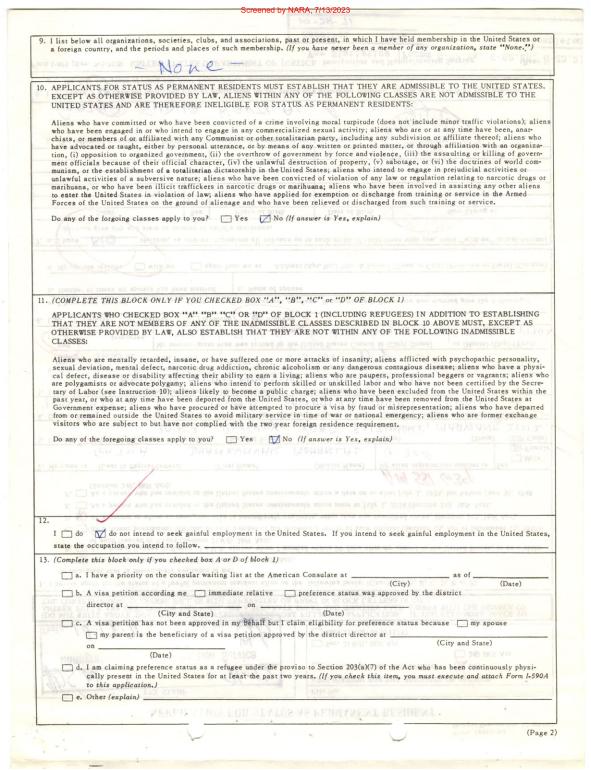 Screened by NARA, 7/13/2023
9. I list below all organizations, societies, clubs, and associations, past or present, in which I have held membership in the United States or
a foreign country, and the periods and places of such membership. (If you have never been a member of any organization, state "None.")
- None -
10. APPLICANTS FOR STATUS AS PERMANENT RESIDENTS MUST ESTABLISH THAT THEY ARE ADMISSIBLE TO THE UNITED STATES.
EXCEPT AS OTHERWISE PROVIDED BY LAW, ALIENS WITHIN ANY OF THE FOLLOWING CLASSES ARE NOT ADMISSIBLE TO THE
UNITED STATES AND ARE THEREFORE INELIGIBLE FOR STATUS AS PERMANENT RESIDENTS:
Aliens who have committed or who have been convicted of a crime involving moral turpitude (does not include minor traffic violations); aliens
who have been engaged in or who intend to engage in any commercialized sexual activity; aliens who are or at any time have been, anar-
chists, or members of or affiliated with any Communist or other totalitarian party, including any subdivision or affiliate thereof; aliens who
have advocated or taught, either by personal utterance, or by means of any written or printed matter, or through affiliation with an organiza-
tion, (i) opposition to organized government, (ii) the overthrow of government by force and violence, (iii) the assaulting or killing of govern-
ment officials because of their official character, (iv) the unlawful destruction of property, (v) sabotage, or (vi) the doctrines of world com-
munism, or the establishment of a totalitarian dictatorship in the United States; aliens who intend to engage in prejudicial activities or
unlawful activities of a subversive nature; aliens who have been convicted of violation of any law or regulation relating to narcotic drugs or
marihuana, or who have been illicit traffickers in narcotic drugs or marihuana; aliens who have been involved in assisting any other aliens
to enter the United States in violation of law; aliens who have applied for exemption or discharge from training or service in the Armed
Forces of the United States on the ground of alienage and who have been relieved or discharged from such training or service.
Do any of the forgoing classes apply to you? Yes No (If answer is Yes, explain)
11. (COMPLETE THIS BLOCK ONLY IF YOU CHECKED BOX "A", "B", "C" or "D" OF BLOCK 1)
APPLICANTS WHO CHECKED BOX "A" "B" "C" OR "D" OF BLOCK 1 (INCLUDING REFUGEES) IN ADDITION TO ESTABLISHING
THAT THEY ARE NOT MEMBERS OF ANY OF THE INADMISSIBLE CLASSES DESCRIBED IN BLOCK 10 ABOVE MUST, EXCEPT AS
OTHERWISE PROVIDED BY LAW, ALSO ESTABLISH THAT THEY ARE NOT WITHIN ANY OF THE FOLLOWING INADMISSIBLE
CLASSES:
Aliens who are mentally retarded, insane, or have suffered one or more attacks of insanity; aliens afflicted with psychopathic personality,
sexual deviation, mental defect, narcotic drug addiction, chronic alcoholism or any dangerous contagious disease; aliens who have a physi-
cal defect, disease or disability affecting their ability to earn a living; aliens who are paupers, professional beggars or vagrants; aliens who
are polygamists or advocate polygamy; aliens who intend to perform skilled or unskilled labor and who have not been certified by the Secre-
tary of Labor (see Instruction 10); aliens likely to become a public charge; aliens who have been excluded from the United States within the
past year, or who at any time have been deported from the United States, or who at any time have been removed from the United States at
Government expense; aliens who have procured or have attempted to procure a visa by fraud or misrepresentation; aliens who have departed
from or remained outside the United States to avoid military service in time of war or national emergency; aliens who are former exchange
visitors who are subject to but have not complied with the two year foreign residence requirement.
Do any of the foregoing classes apply to you? Yes No (If answer is Yes, explain)
12.
I do do not intend to seek gainful employment in the United States. If you intend to seek gainful employment in the United States,
state the occupation you intend to follow.
13. (Complete this block only if you checked box A or D of block 1)
a. I have a priority on the consular waiting list at the American Consulate at as of
(City) (Date)
b. A visa petition according me immediate relative preference status was approved by the district
director at on
(City and State) (Date)
c. A visa petition has not been approved in my behalf but I claim eligibility for preference status because my spouse
my parent is the beneficiary of a visa petition approved by the district director at
(City and State)
on
(Date)
d. I am claiming preference status as a refugee under the proviso to Section 203(a)(7) of the Act who has been continuously physi-
cally present in the United States for at least the past two years. (If you check this item, you must execute and attach Form I-590A
to this application.)
e. Other (explain)
(Page 2)